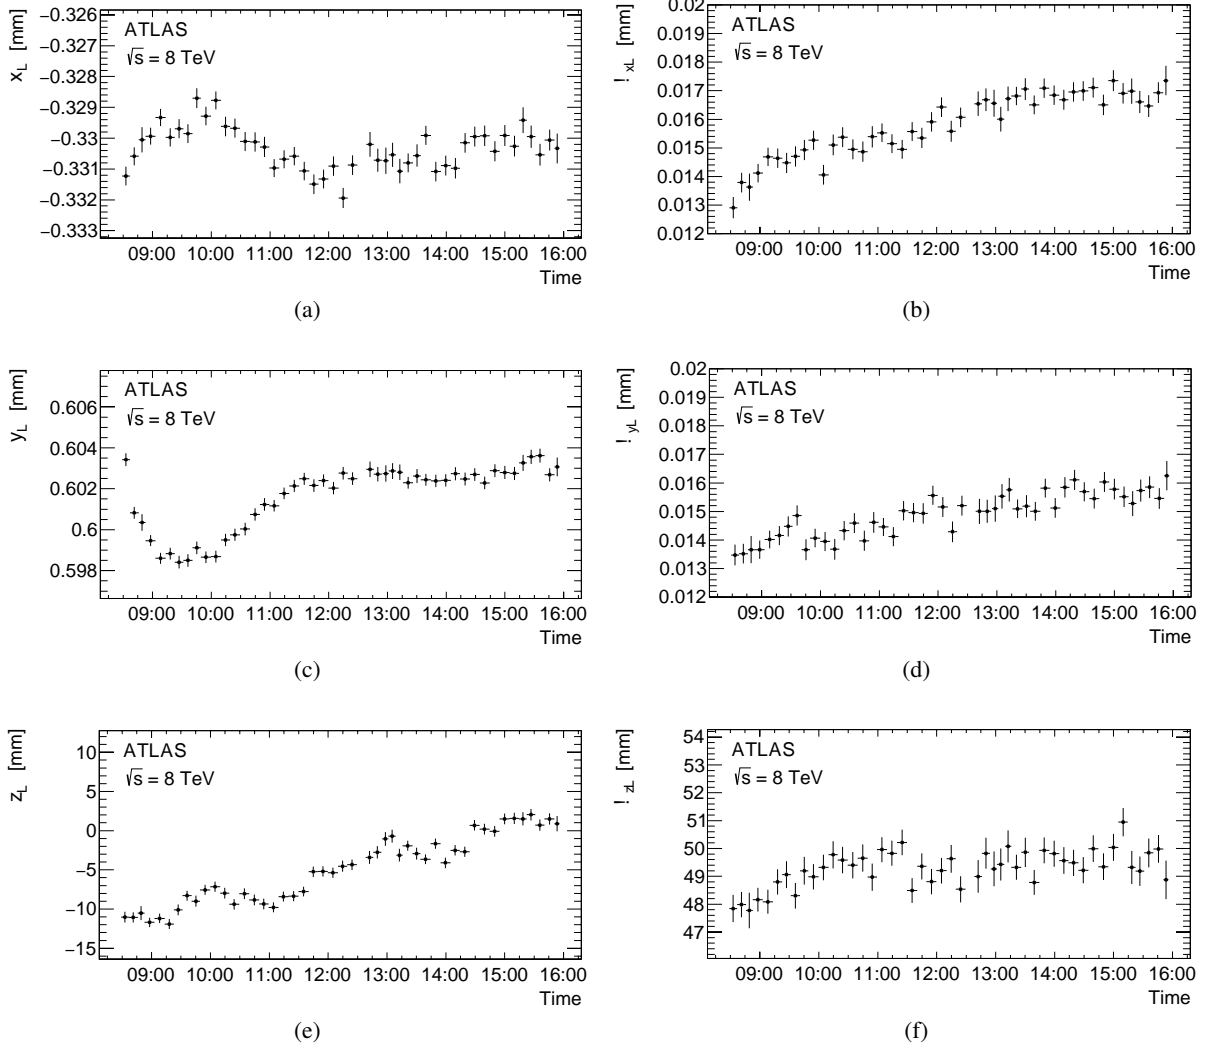 x_L [mm]
−0.326
−0.327
−0.328
−0.329
−0.33
−0.331
−0.332
−0.333
ATLAS
√s = 8 TeV
09:00 10:00 11:00 12:00 13:00 14:00 15:00 16:00
Time
(a)
! xL [mm]
0.02
0.019
0.018
0.017
0.016
0.015
0.014
0.013
0.012
ATLAS
√s = 8 TeV
09:00 10:00 11:00 12:00 13:00 14:00 15:00 16:00
Time
(b)
y_L [mm]
0.606
0.604
0.602
0.6
0.598
ATLAS
√s = 8 TeV
09:00 10:00 11:00 12:00 13:00 14:00 15:00 16:00
Time
(c)
! yL [mm]
0.02
0.019
0.018
0.017
0.016
0.015
0.014
0.013
0.012
ATLAS
√s = 8 TeV
09:00 10:00 11:00 12:00 13:00 14:00 15:00 16:00
Time
(d)
z_L [mm]
10
5
0
−5
−10
−15
ATLAS
√s = 8 TeV
09:00 10:00 11:00 12:00 13:00 14:00 15:00 16:00
Time
(e)
! zL [mm]
54
53
52
51
50
49
48
47
ATLAS
√s = 8 TeV
09:00 10:00 11:00 12:00 13:00 14:00 15:00 16:00
Time
(f)